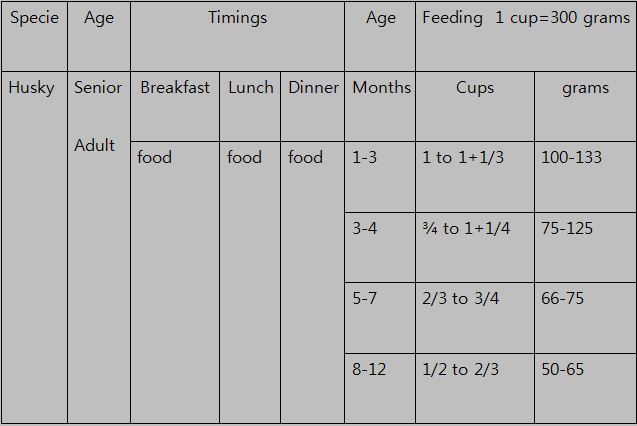 Specie Age Timings Age Feeding 1 cup=300 grams
Husky Senior Breakfast Lunch Dinner Months Cups grams
Adult
food food food 1-3 1 to 1+1/3 100-133
3-4 ¾ to 1+1/4 75-125
5-7 2/3 to 3/4 66-75
8-12 1/2 to 2/3 50-65